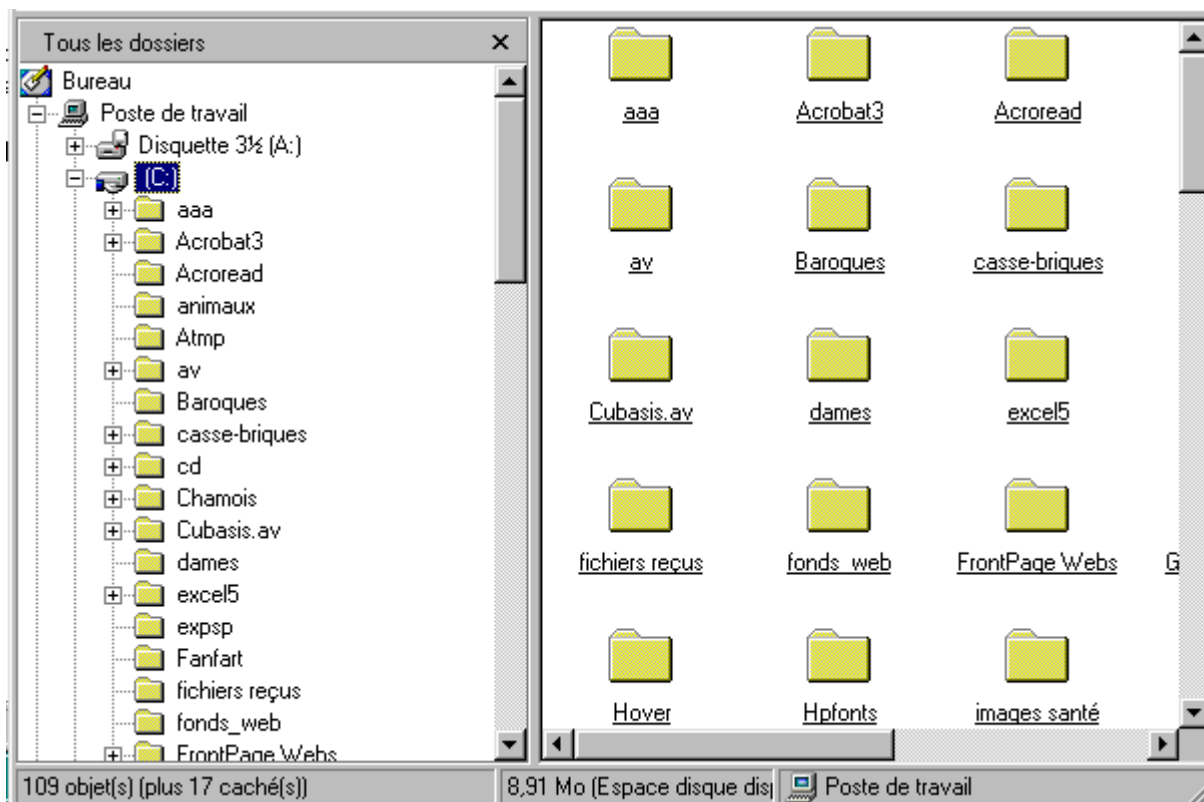 Tous les dossiers
Bureau
Poste de travail
Disquette 3½ (A:)
(C:)
aaa
Acrobat3
Acroread
animaux
Atmp
av
Baroques
casse-briques
cd
Chamois
Cubasis.av
dames
excel5
expsp
Fanfart
fichiers reçus
fonds_web
FrontPage Webs
aaa Acrobat3 Acroread
av Baroques casse-briques
Cubasis.av dames excel5
fichiers reçus fonds_web FrontPage Webs G
Hover Hpfonts images santé
109 objet(s) (plus 17 caché(s)) 8,91 Mo (Espace disque Poste de travail